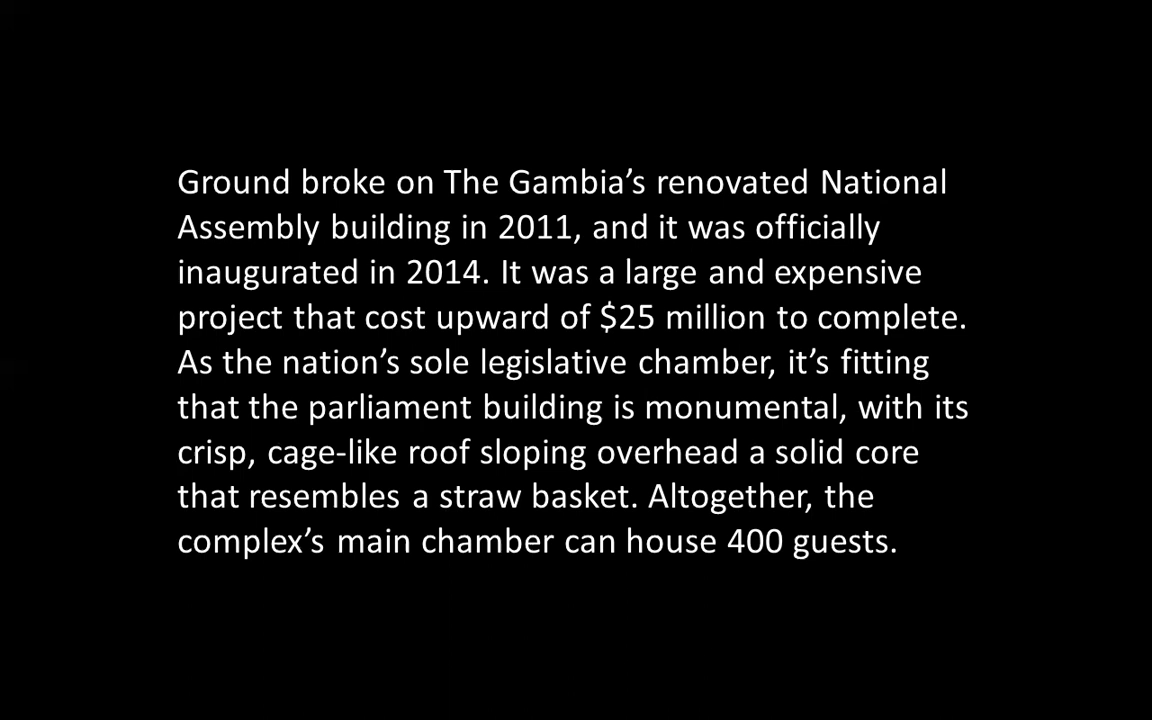 Ground broke on The Gambia’s renovated National
Assembly building in 2011, and it was officially
inaugurated in 2014. It was a large and expensive
project that cost upward of $25 million to complete.
As the nation’s sole legislative chamber, it’s fitting
that the parliament building is monumental, with its
crisp, cage-like roof sloping overhead a solid core
that resembles a straw basket. Altogether, the
complex’s main chamber can house 400 guests.